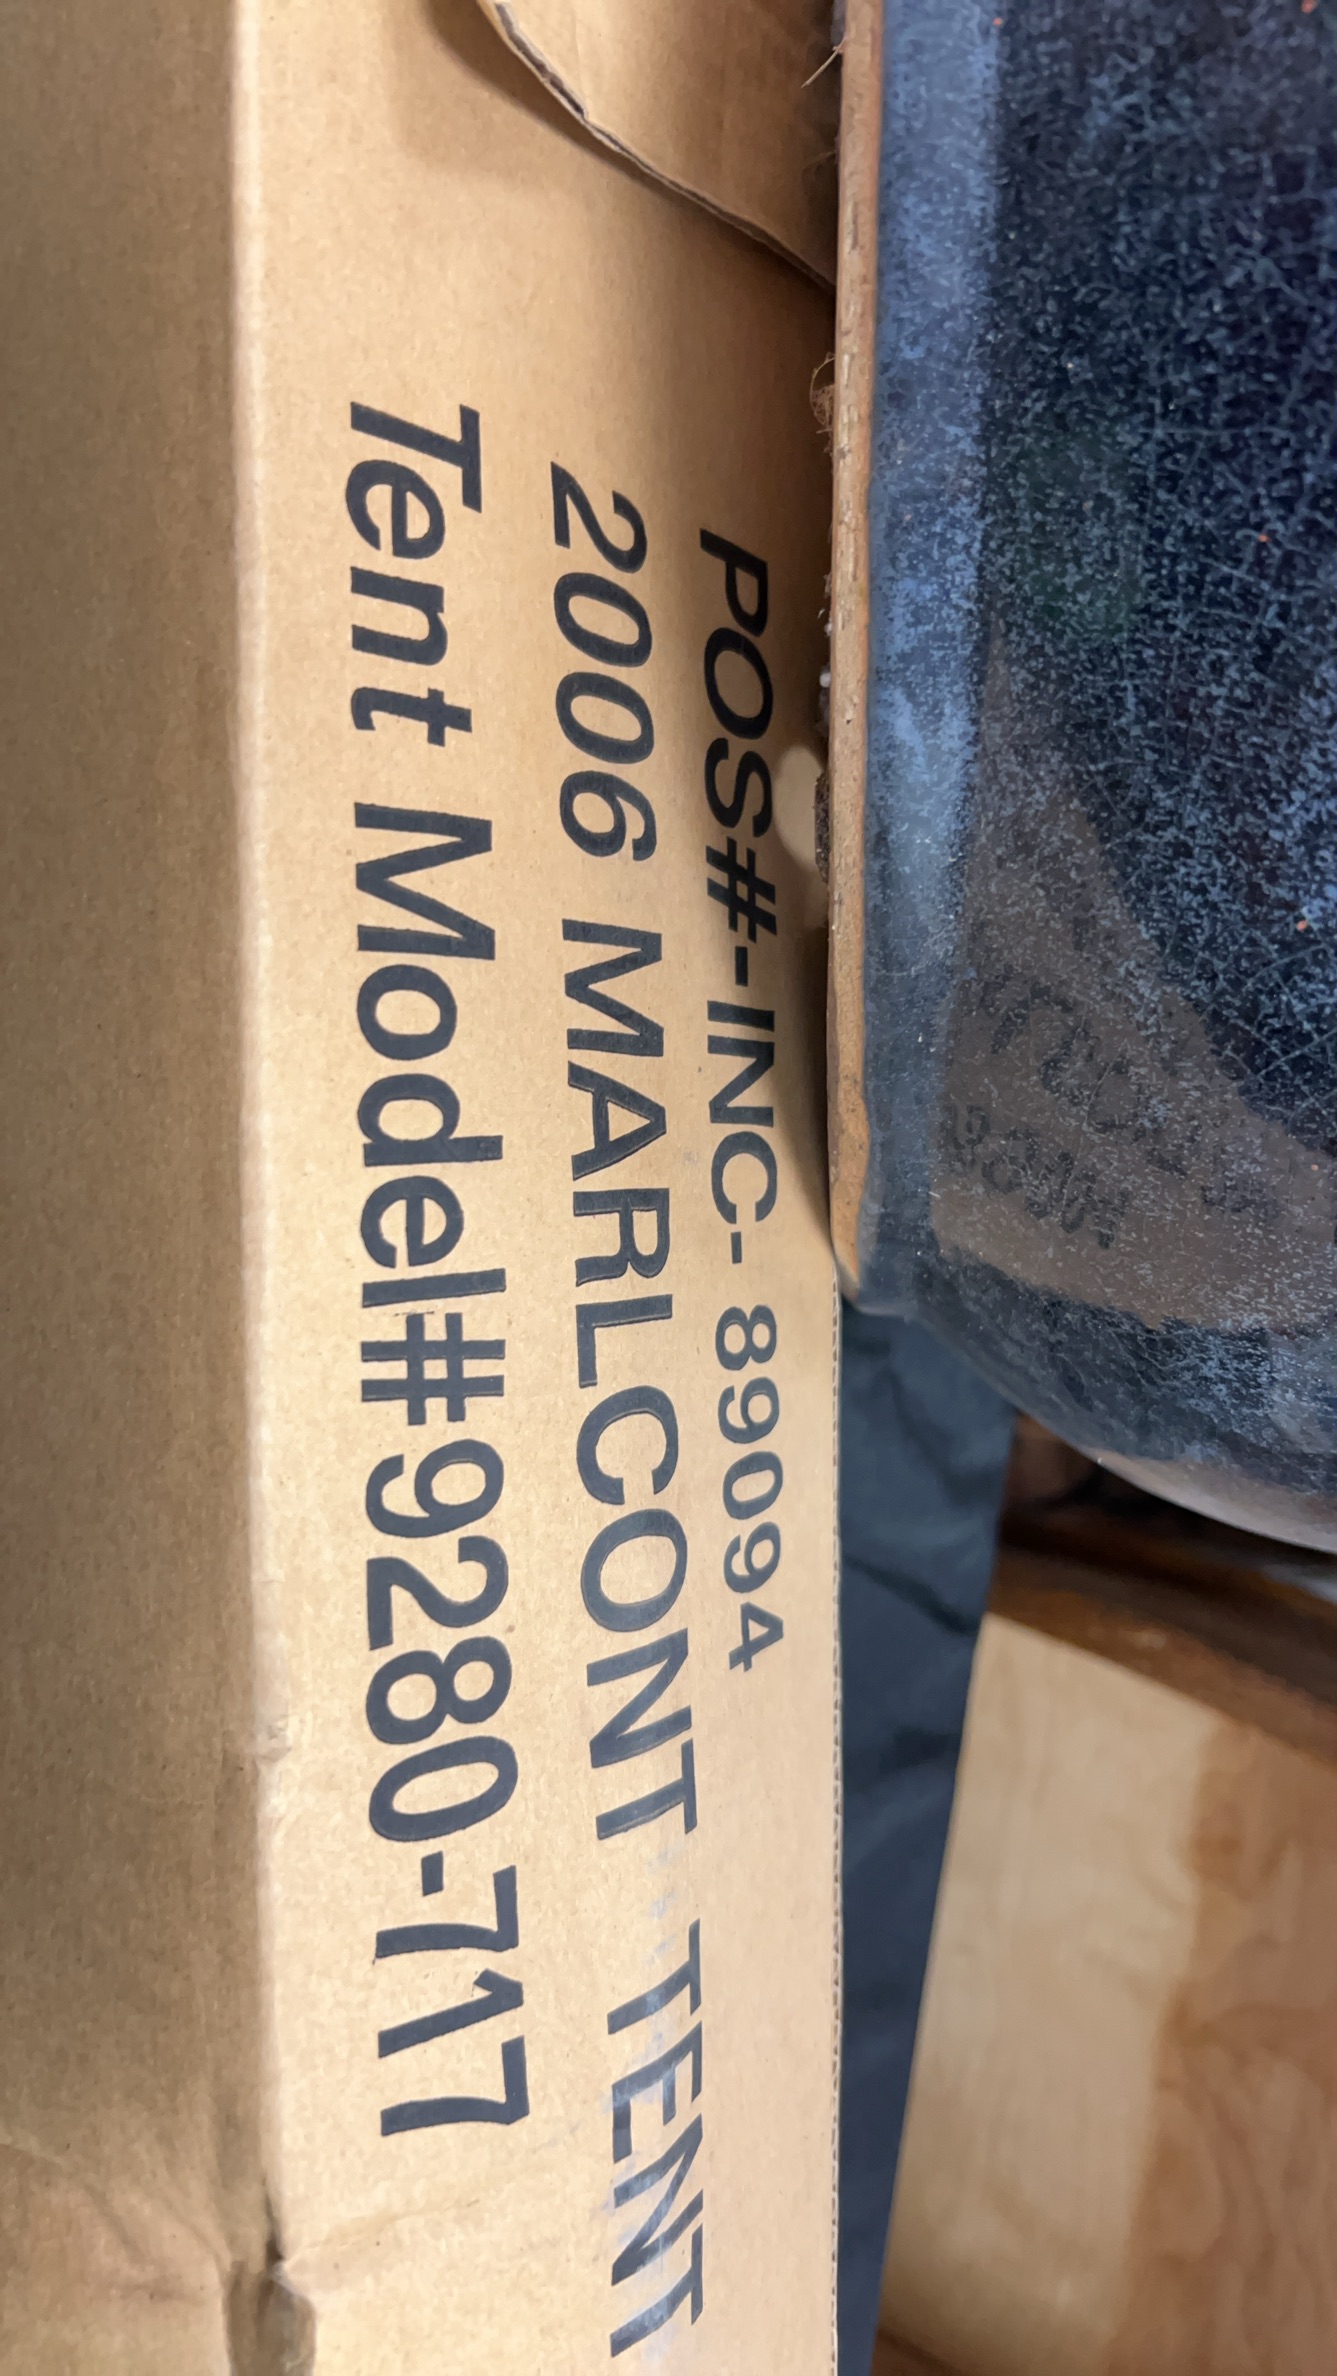 POS#-INC- 89094
2006 MARLCONT TENT
Tent Model#9280-717